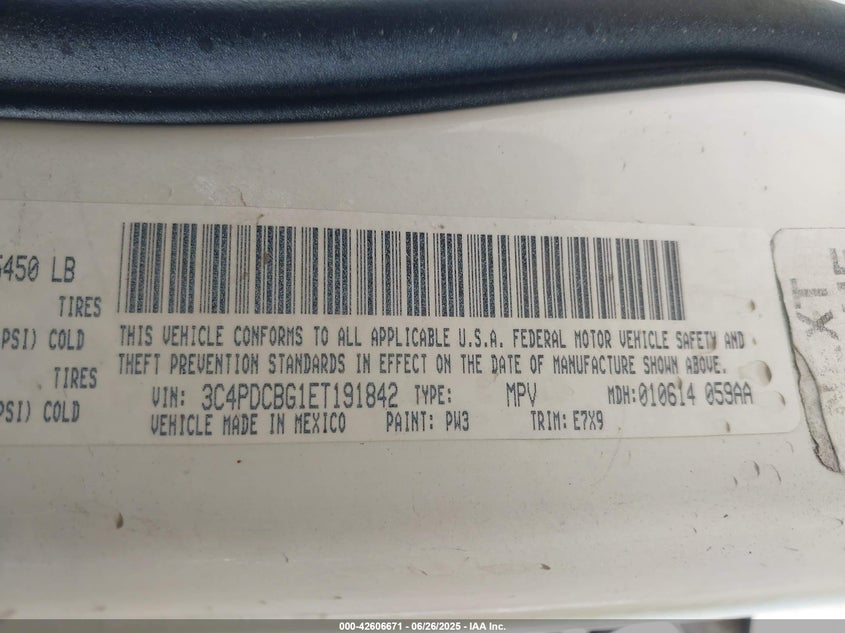 5450 LB
TIRES
PSI) COLD
TIRES
PSI) COLD
THIS VEHICLE CONFORMS TO ALL APPLICABLE U.S.A. FEDERAL MOTOR VEHICLE SAFETY AND
THEFT PREVENTION STANDARDS IN EFFECT ON THE DATE OF MANUFACTURE SHOWN ABOVE.
VIN: 3C4PDCBG1ET191842 TYPE: MPV MDH:010614 059AA
VEHICLE MADE IN MEXICO PAINT: PW3 TRIM: E7X9
XT
000-42606671 | 06/26/2025 | IAA Inc.